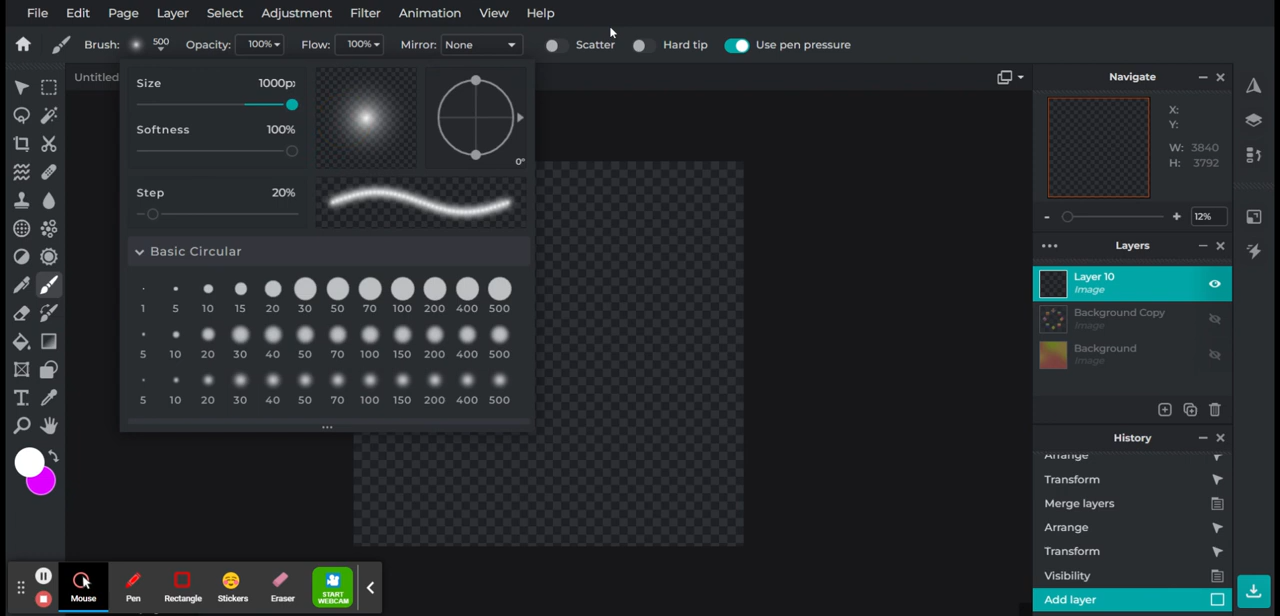 File Edit Page Layer Select Adjustment Filter Animation View Help
Brush: 500 Opacity: 100% Flow: 100% Mirror: None Scatter Hard tip Use pen pressure
Untitled
Navigate
Size 1000p
Softness 100%
0°
Step 20%
X:
Y:
W: 3840
H: 3792
12%
Basic Circular
1 5 10 15 20 30 50 70 100 200 400 500
5 10 20 30 40 50 70 100 150 200 400 500
5 10 20 30 40 50 70 100 150 200 400 500
Layers
Layer 10
Image
Background Copy
Image
Background
Image
History
Arrange
Transform
Merge layers
Arrange
Transform
Visibility
Add layer
Mouse Pen Rectangle Stickers Eraser START
WEBCAM